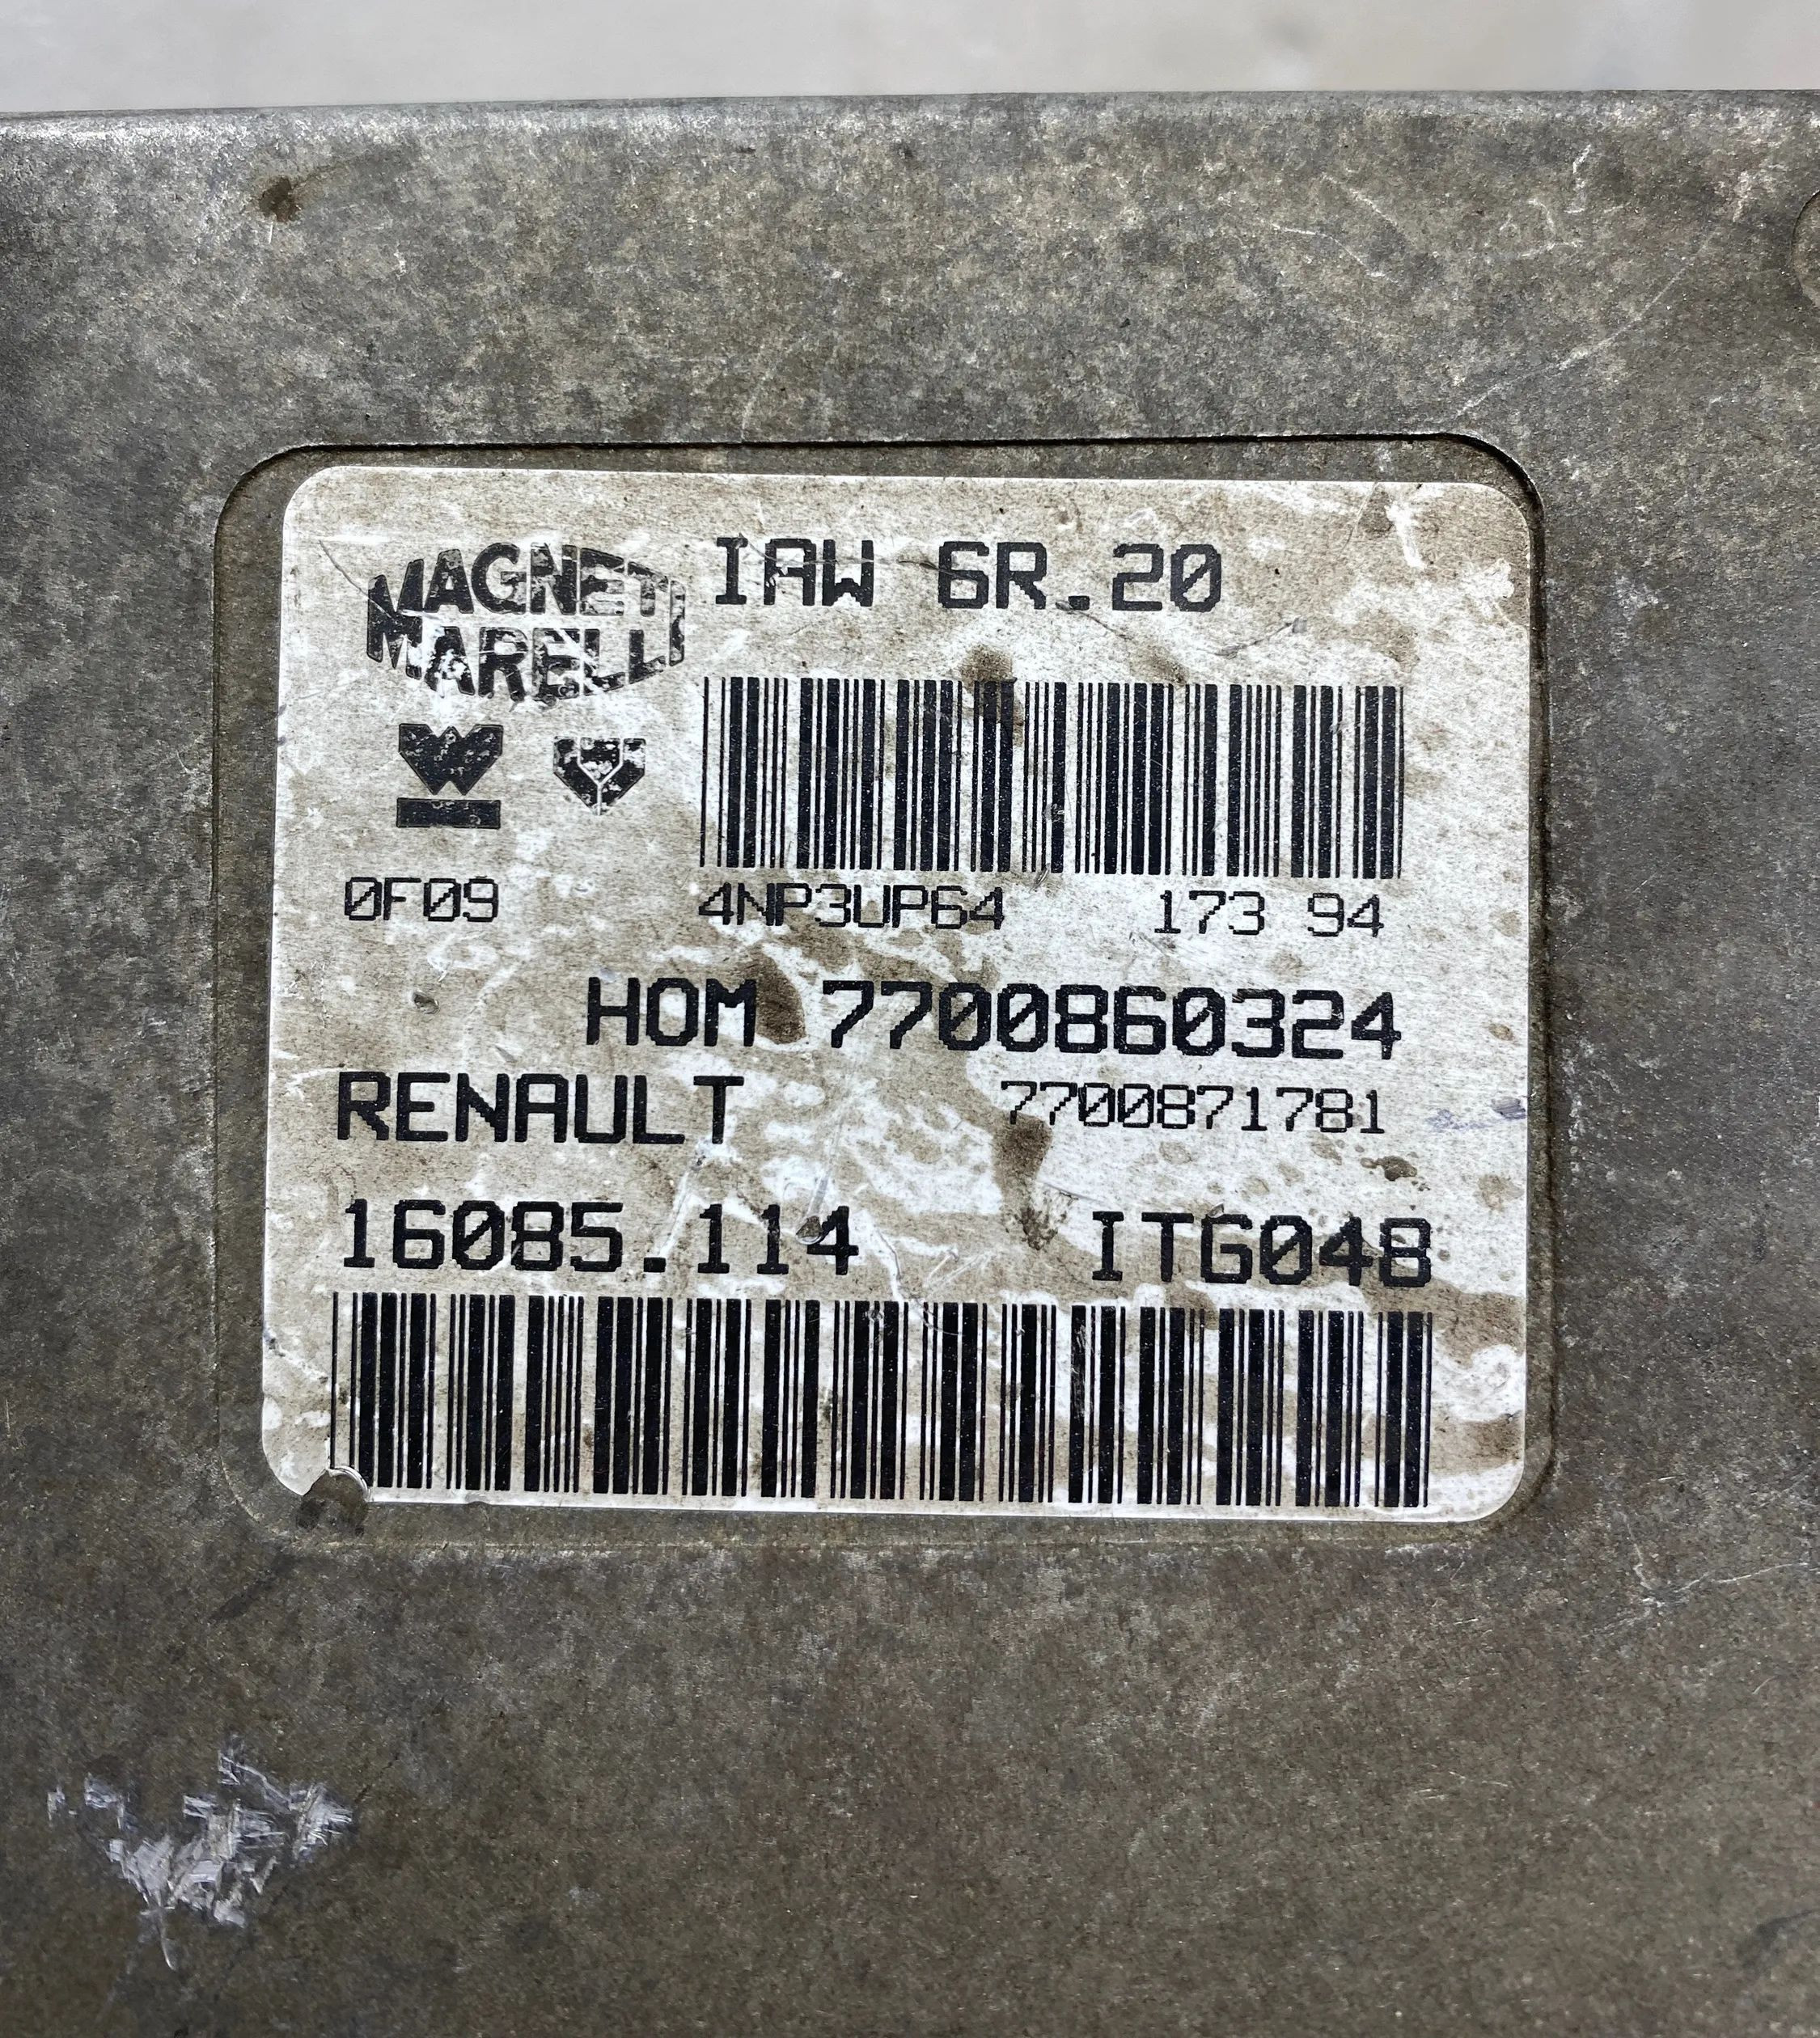 MAGNETI
MARELLI
IAW 6R.20
0F09 4NP3UP64 173 94
HOM 7700860324
RENAULT 7700871781
16085.114 ITG048